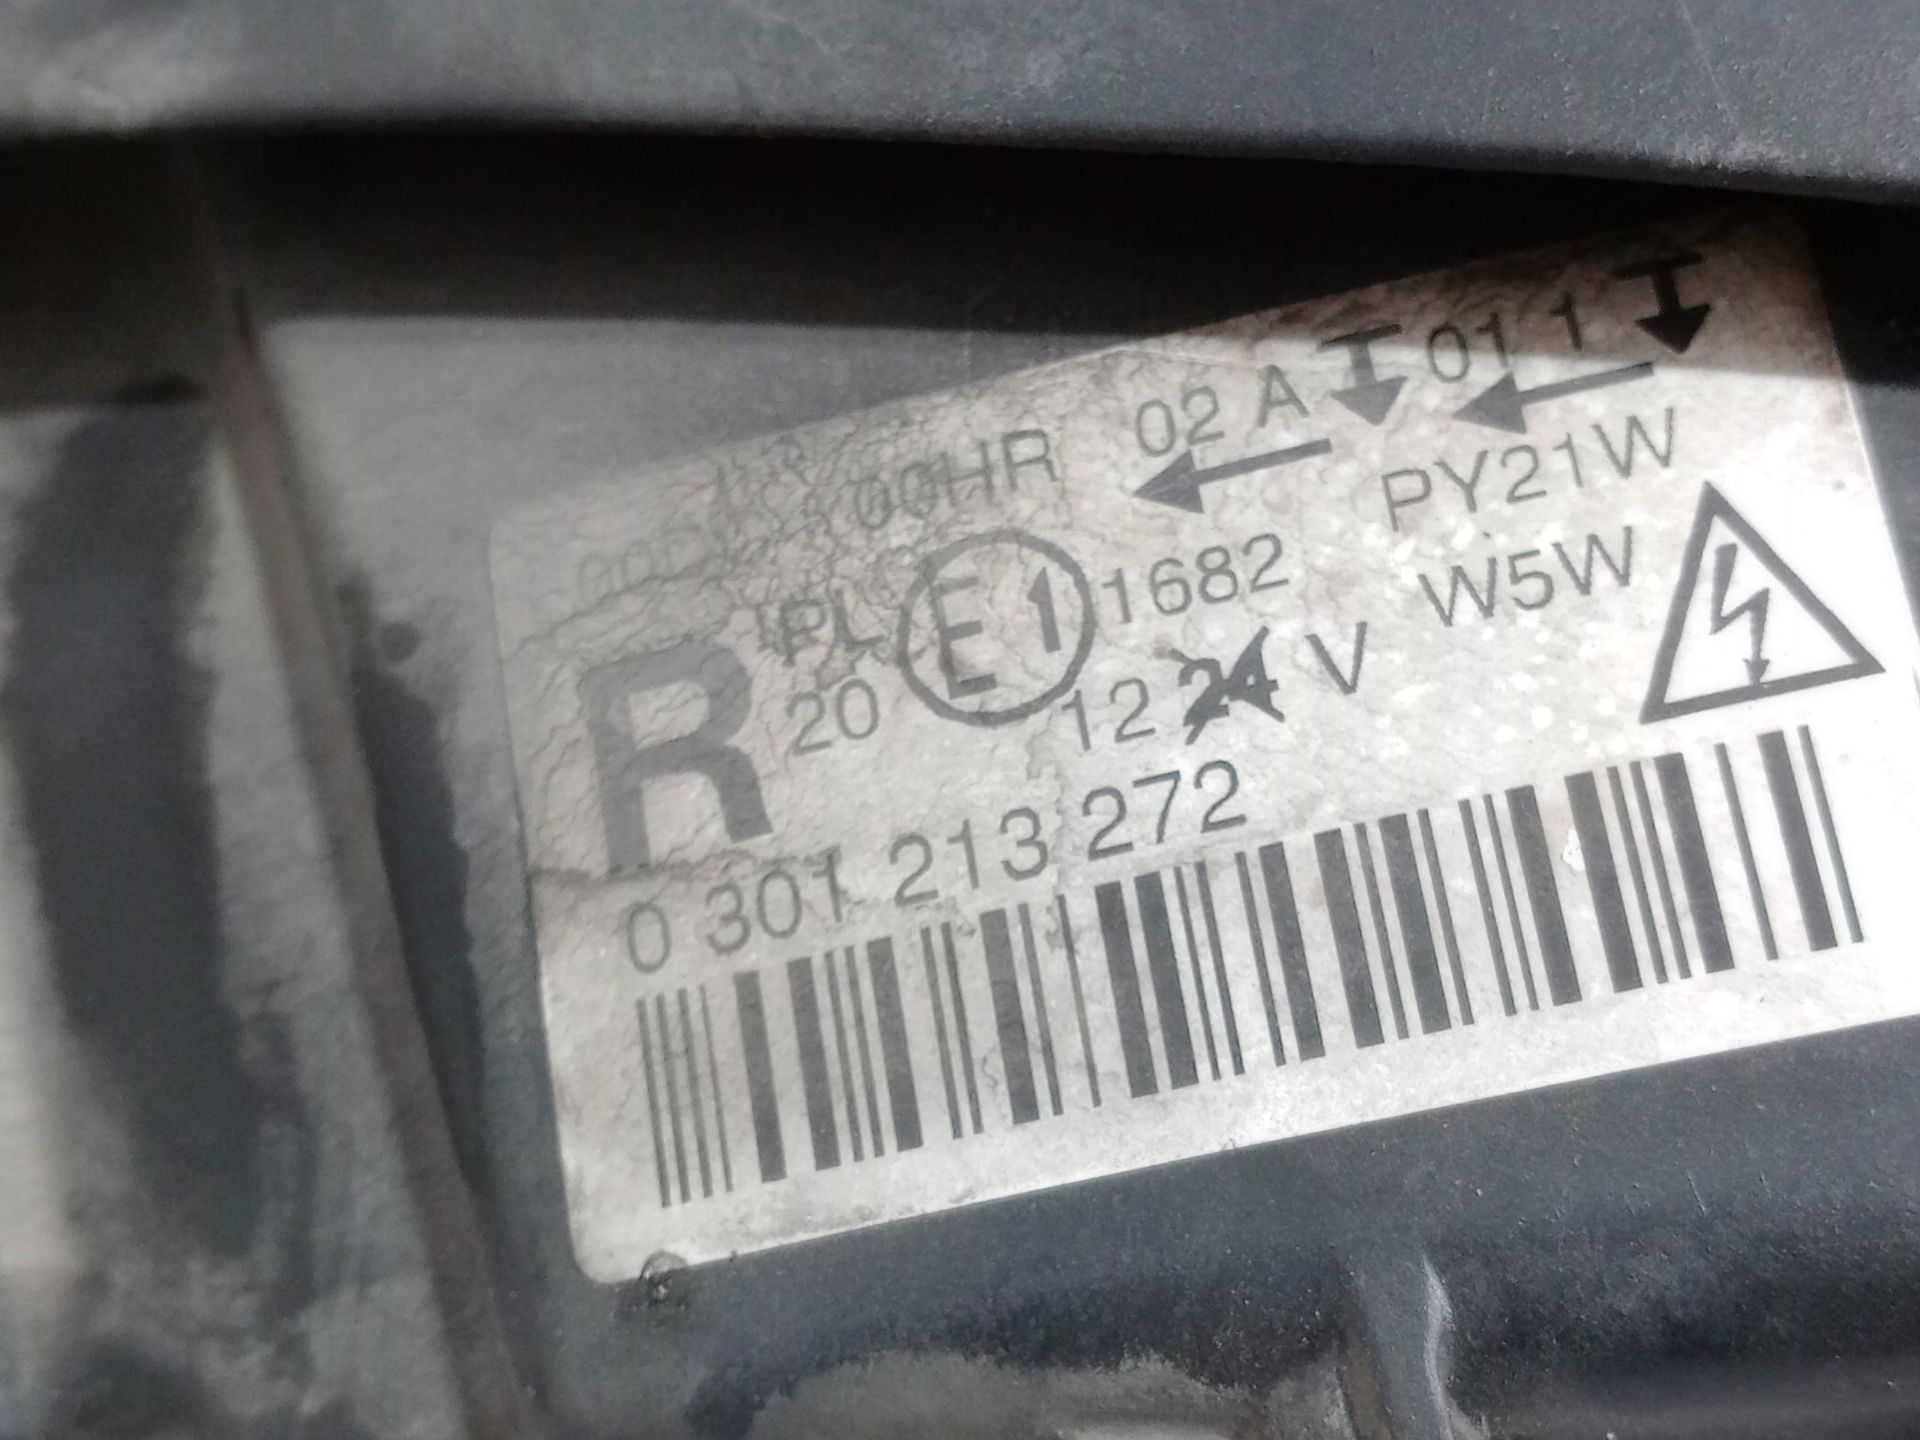 00HR 02 A 01 1
PL E1 1682 PY21W
20 12 24 V W5W
R
0 301 213 272